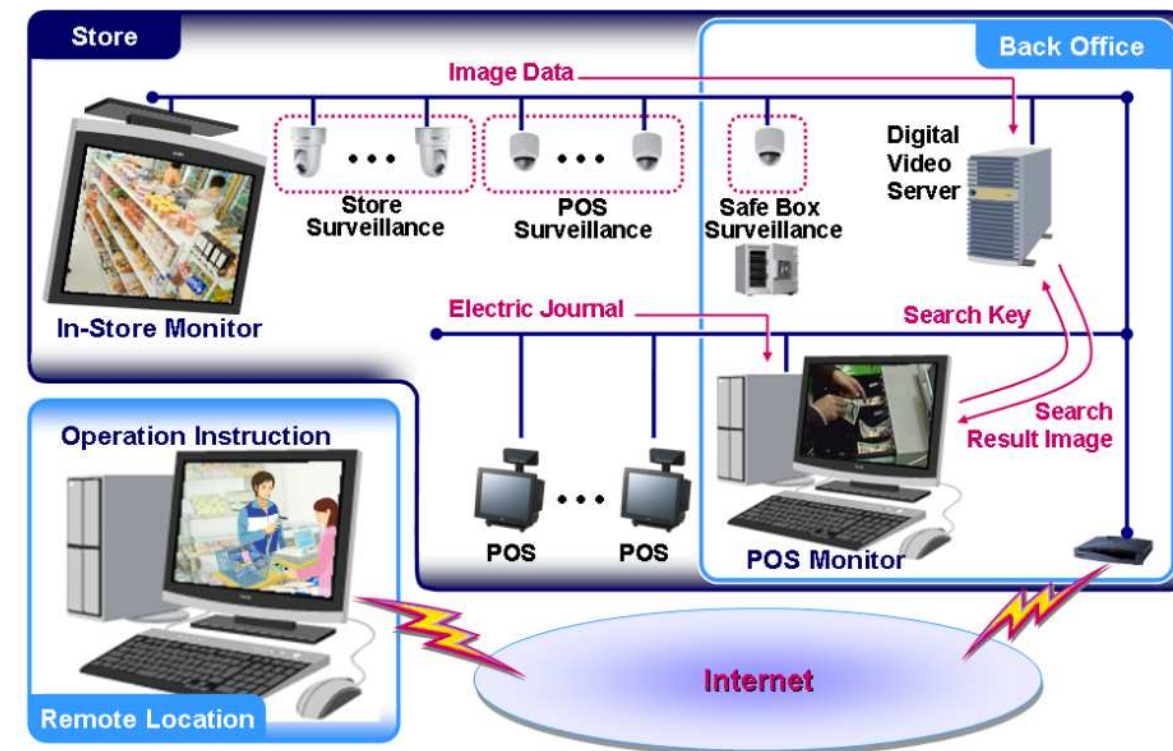 Store
Back Office
Image Data
Digital
Video
Server
Store
Surveillance
POS
Surveillance
Safe Box
Surveillance
In-Store Monitor
Electric Journal
Search Key
Search
Result Image
Operation Instruction
POS
POS
POS Monitor
Internet
Remote Location